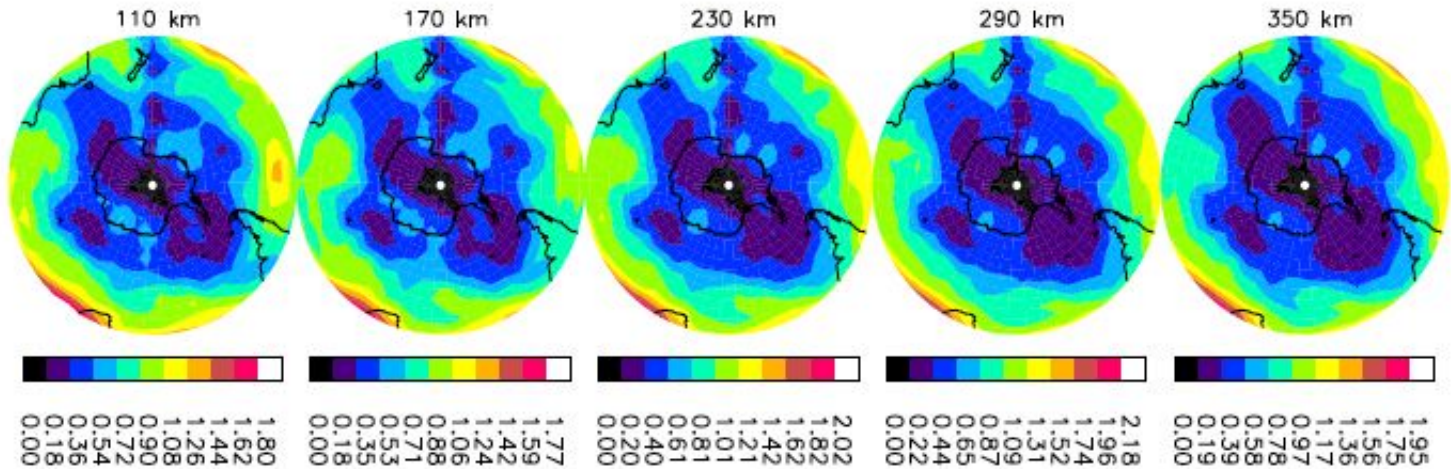 110 km
170 km
230 km
290 km
350 km
0.00 0.18 0.36 0.54 0.72 0.90 1.08 1.26 1.44 1.62 1.80
0.00 0.18 0.35 0.53 0.71 0.88 1.06 1.24 1.42 1.59 1.77
0.00 0.20 0.40 0.61 0.81 1.01 1.21 1.42 1.62 1.82 2.02
0.00 0.22 0.44 0.65 0.87 1.09 1.31 1.52 1.74 1.96 2.18
0.00 0.19 0.39 0.58 0.78 0.97 1.17 1.36 1.56 1.75 1.95